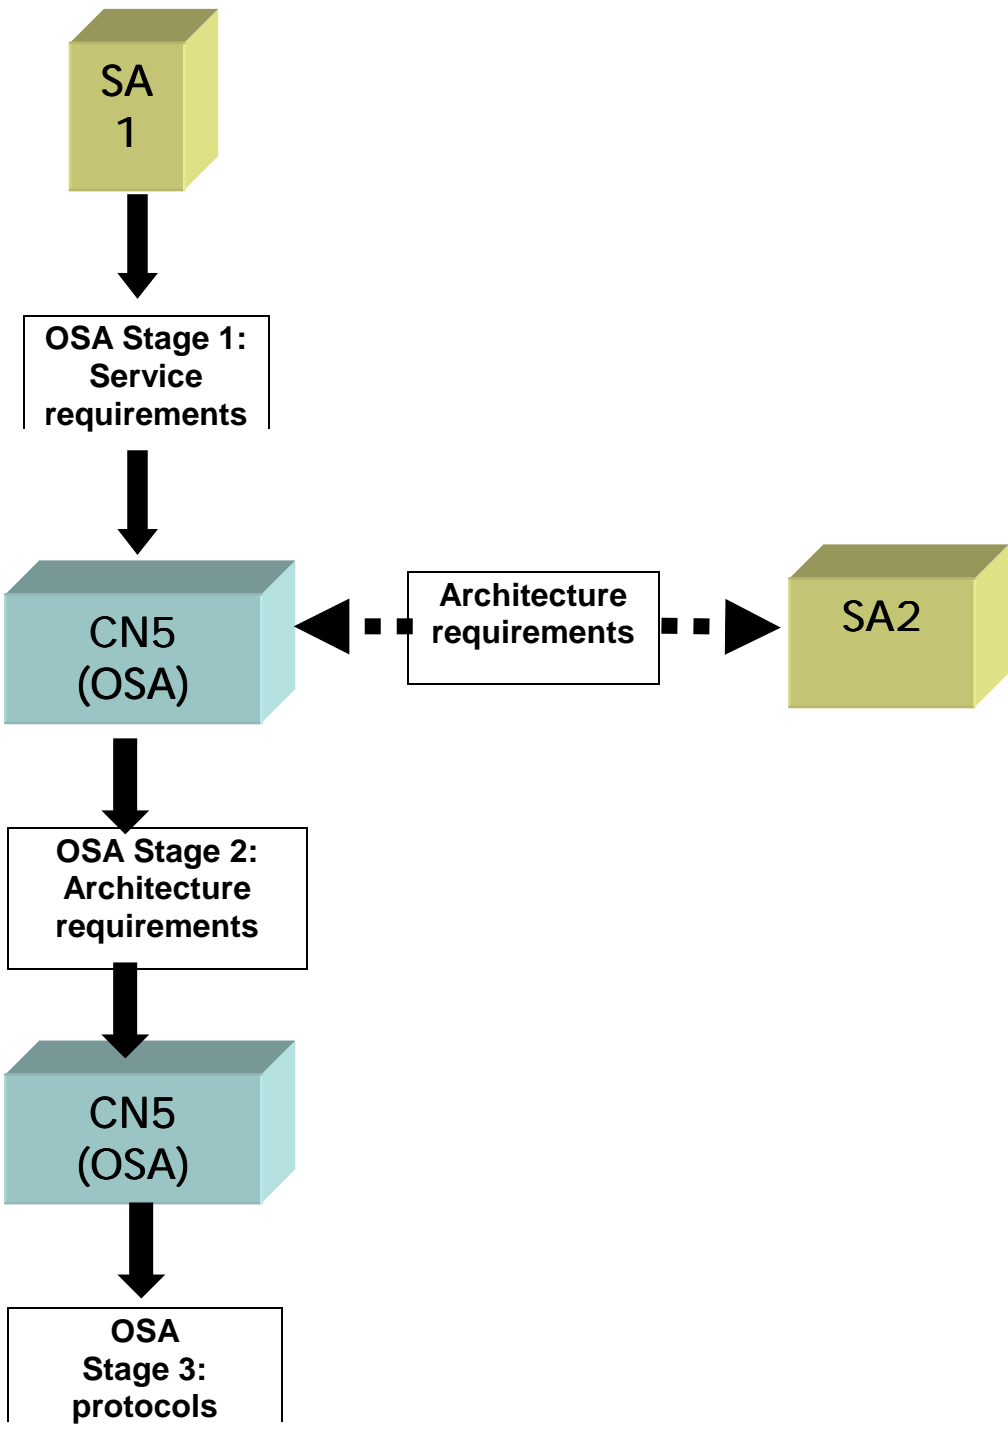 SA
1
OSA Stage 1:
Service
requirements
CN5
(OSA)
Architecture
requirements
SA2
OSA Stage 2:
Architecture
requirements
CN5
(OSA)
OSA
Stage 3:
protocols